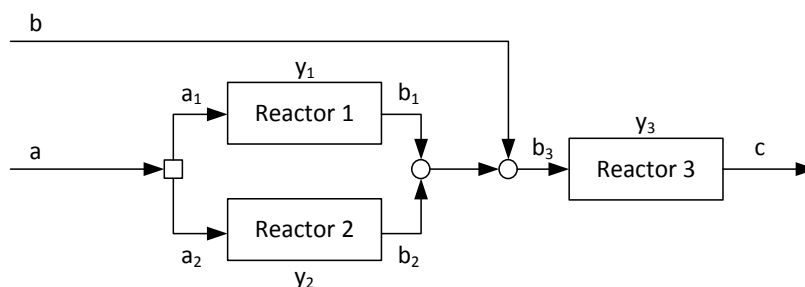 b
y₁
a₁
Reactor 1
b₁
a
y₃
b₃
Reactor 3
c
Reactor 2
a₂
b₂
y₂